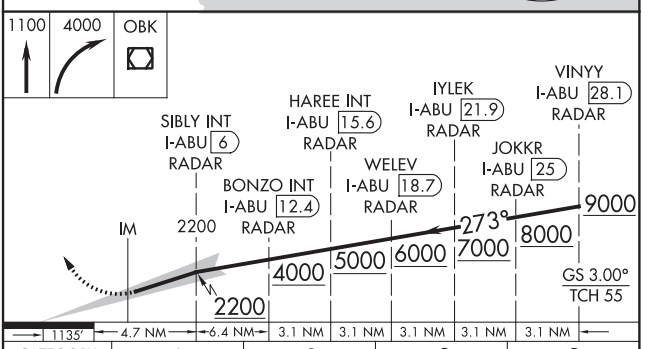 1100
4000
OBK
VINYY
I-ABU 28.1
RADAR
IYLEK
I-ABU 21.9
RADAR
HAREE INT
I-ABU 15.6
RADAR
SIBLY INT
I-ABU 6
RADAR
JOKKR
I-ABU 25
RADAR
WELEV
I-ABU 18.7
RADAR
BONZO INT
I-ABU 12.4
RADAR
IM
2200
273°
9000
8000
7000
6000
5000
4000
2200
GS 3.00°
TCH 55
1135'
4.7 NM
6.4 NM
3.1 NM
3.1 NM
3.1 NM
3.1 NM
3.1 NM